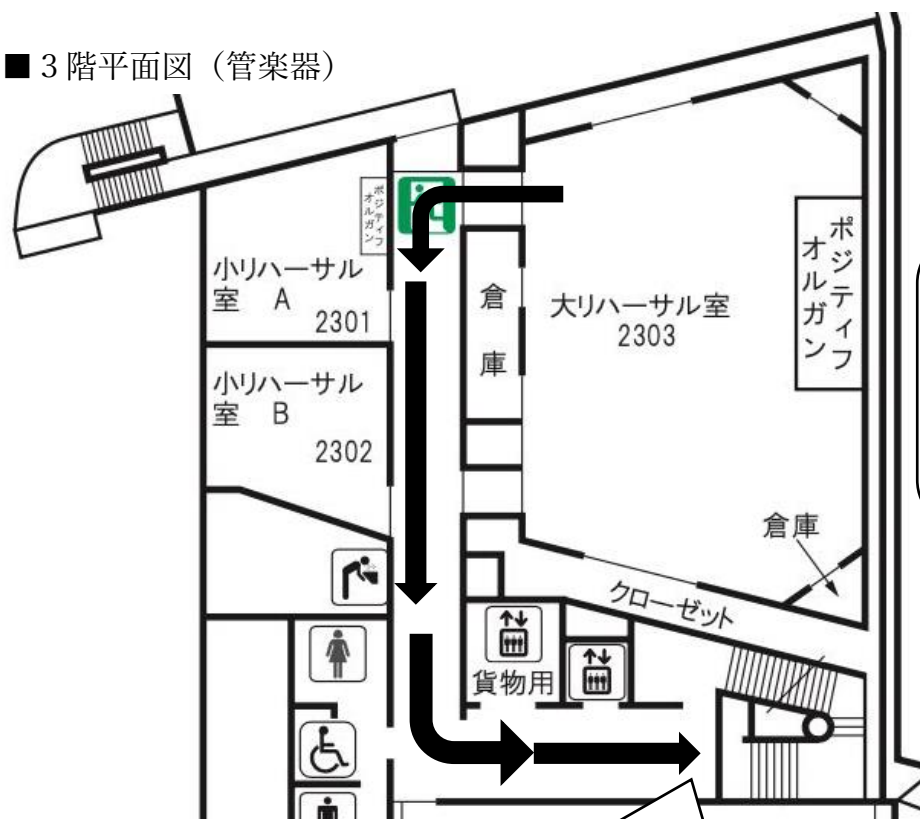 ■３階平面図（管楽器）
ポジティフ
オルガン
小リハーサル
室　A
2301
倉
庫
大リハーサル室
2303
ポジティフ
オルガン
小リハーサル
室　B
2302
倉庫
クローゼット
貨物用